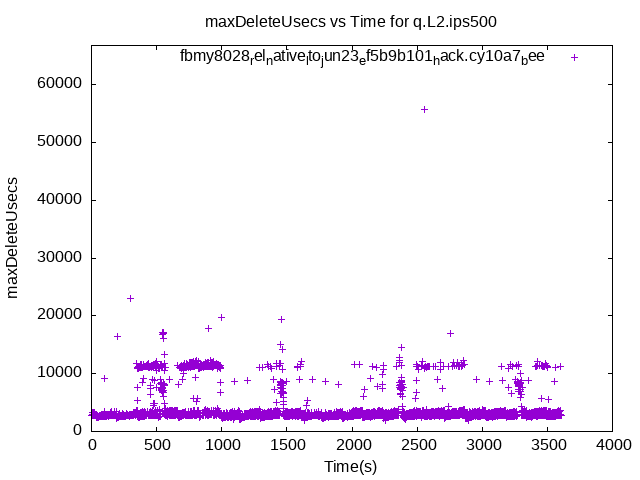 maxDeleteUsecs vs Time for q.L2.ips500
fbmy8028relnativeltojun23ef5b9b101hack.cy10a7bee
60000
50000
40000
30000
20000
10000
0
maxDeleteUsecs
0 500 1000 1500 2000 2500 3000 3500 4000
Time(s)